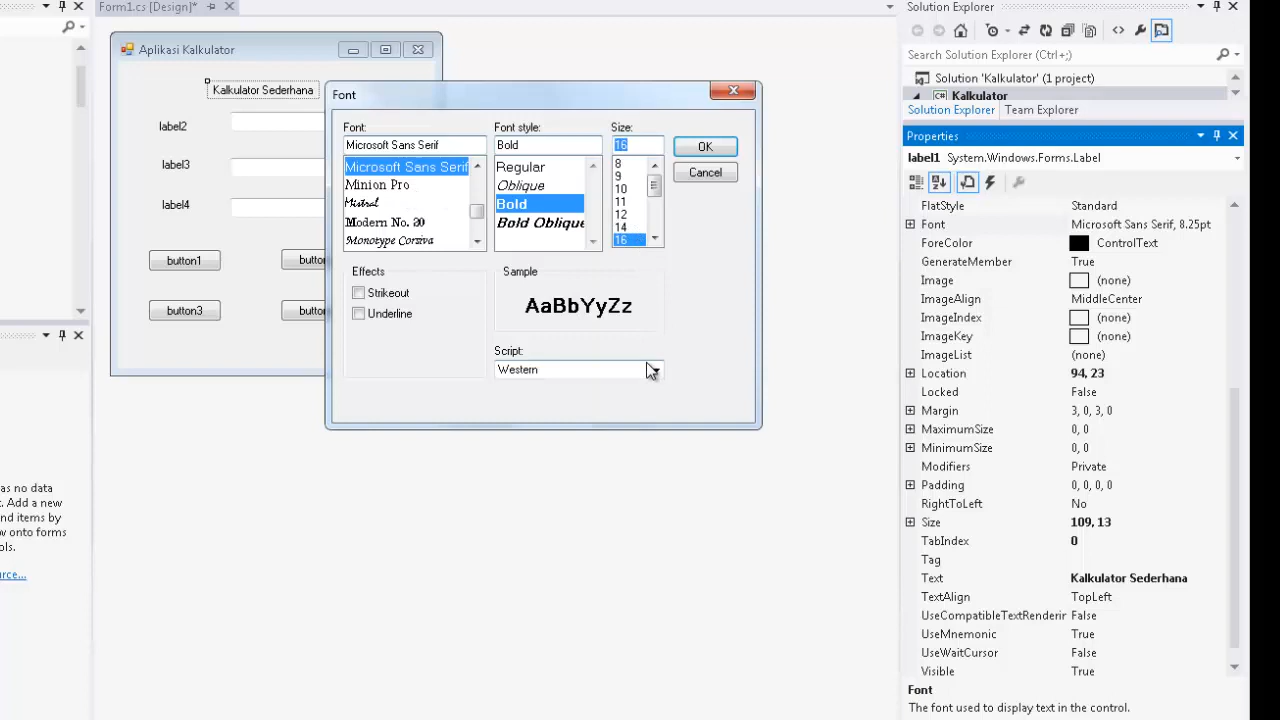 Form1.cs [Design]*
Aplikasi Kalkulator
Kalkulator Sederhana
label2
label3
label4
button1
button3
Font
Font:
Font style:
Size:
Microsoft Sans Serif
Bold
16
OK
Cancel
Microsoft Sans Serif
Minion Pro
Mistral
Modern No. 20
Monotype Corsiva
Regular
Oblique
Bold
Bold Oblique
8
9
10
11
12
14
16
Effects
Strikeout
Underline
Sample
AaBbYyZz
Script:
Western
as no data
. Add a new
nd items by
w onto forms
ols.
rce...
Solution Explorer
Search Solution Explorer (Ctrl+;)
Solution 'Kalkulator' (1 project)
Kalkulator
Solution Explorer Team Explorer
Properties
label1 System.Windows.Forms.Label
FlatStyle Standard
Font Microsoft Sans Serif, 8.25pt
ForeColor ControlText
GenerateMember True
Image (none)
ImageAlign MiddleCenter
ImageIndex (none)
ImageKey (none)
ImageList (none)
Location 94, 23
Locked False
Margin 3, 0, 3, 0
MaximumSize 0, 0
MinimumSize 0, 0
Modifiers Private
Padding 0, 0, 0, 0
RightToLeft No
Size 109, 13
TabIndex 0
Tag
Text Kalkulator Sederhana
TextAlign TopLeft
UseCompatibleTextRenderir False
UseMnemonic True
UseWaitCursor False
Visible True
Font
The font used to display text in the control.